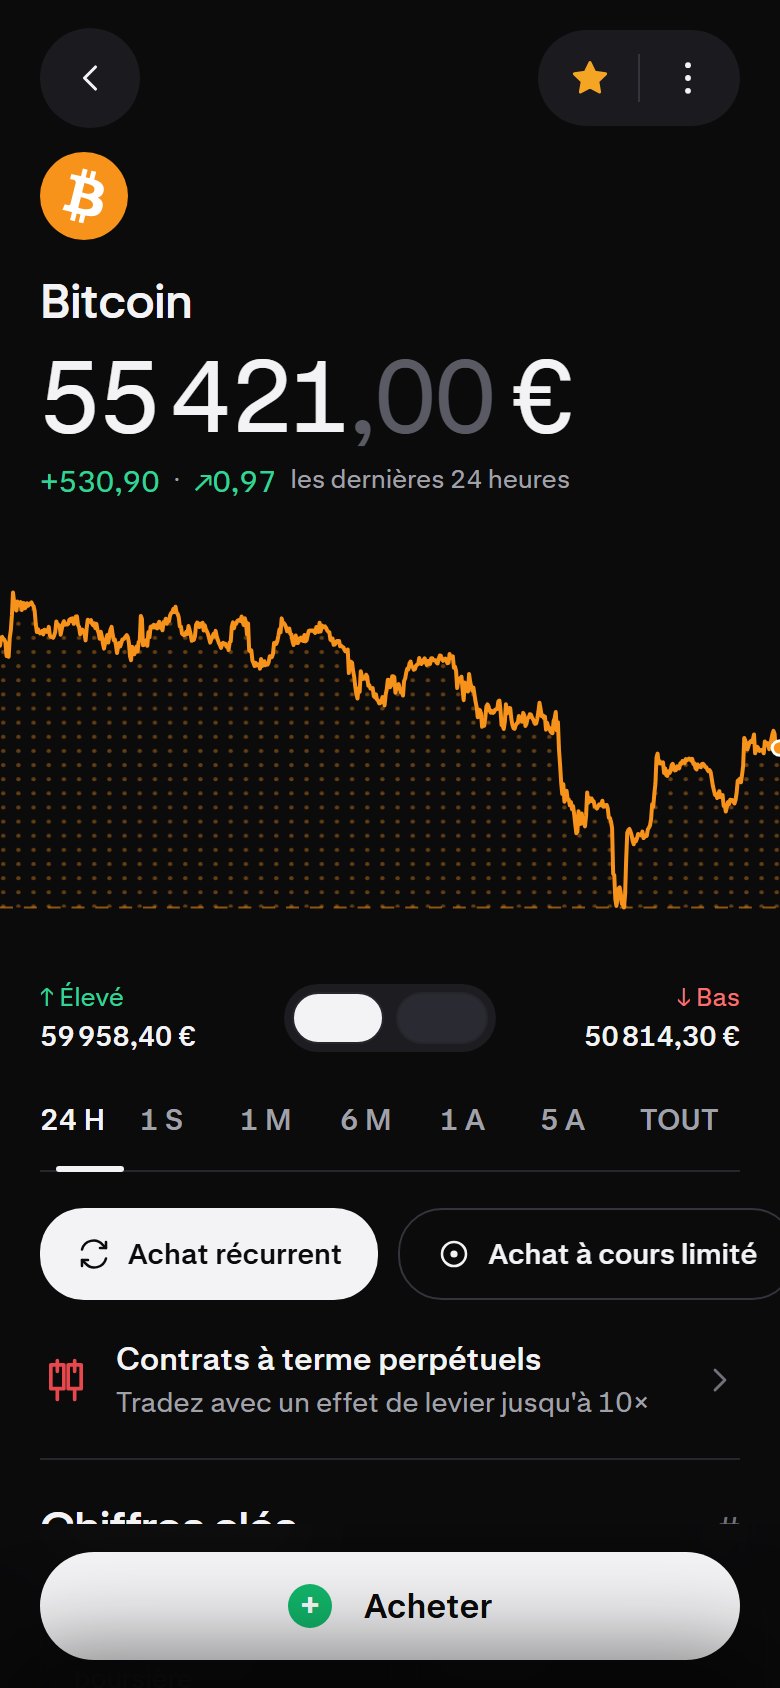 Bitcoin
55 421,00 €
+530,90 · ↗0,97 les dernières 24 heures
↑ Élevé
59 958,40 €
↓ Bas
50 814,30 €
24 H 1 S 1 M 6 M 1 A 5 A TOUT
Achat récurrent
Achat à cours limité
Contrats à terme perpétuels
Tradez avec un effet de levier jusqu'à 10×
Chiffres clés #
Acheter